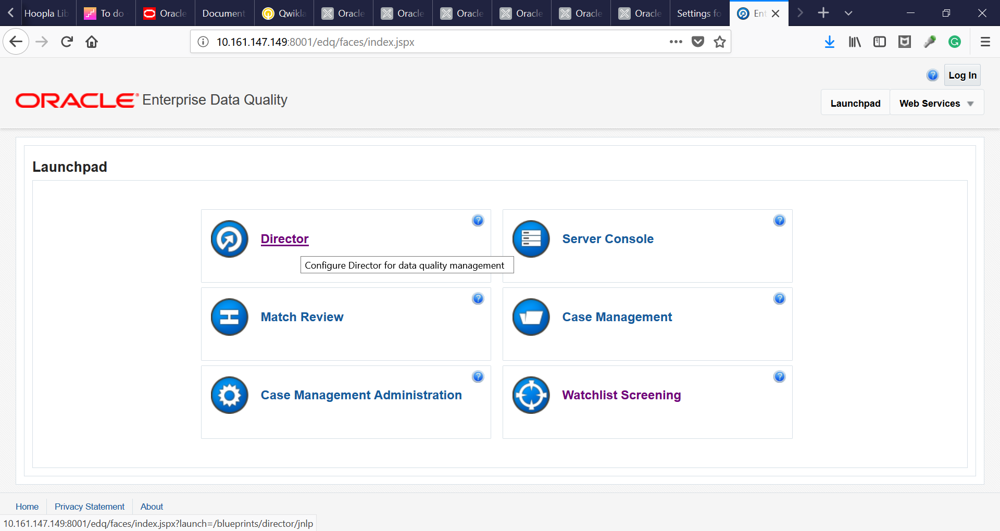 Hoopla Lib
To do
Oracle
Document
Qwikla
Oracle
Oracle
Oracle
Oracle
Oracle
Oracle
Settings fo
Ent
10.161.147.149:8001/edq/faces/index.jspx
Log In
ORACLE® Enterprise Data Quality
Launchpad
Web Services
Launchpad
Director
Server Console
Configure Director for data quality management
Match Review
Case Management
Case Management Administration
Watchlist Screening
Home
Privacy Statement
About
10.161.147.149:8001/edq/faces/index.jspx?launch=/blueprints/director/jnlp